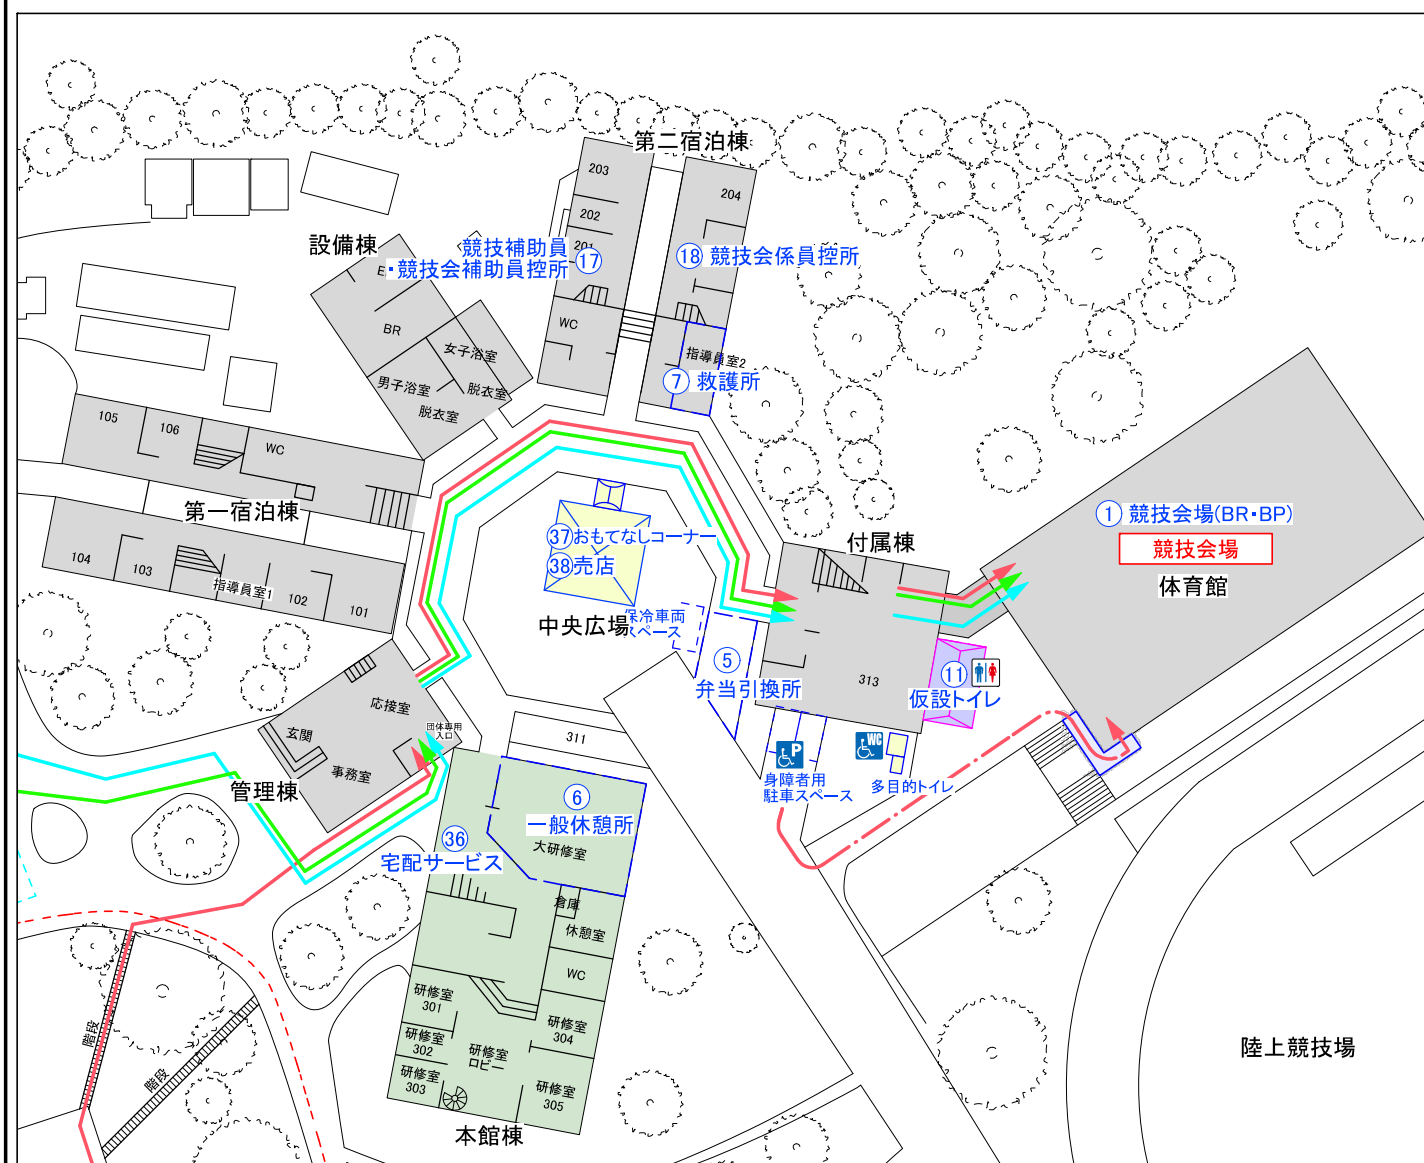 第二宿泊棟
203
202
201
204
設備棟
競技補助員
・競技会補助員控所
⑰
⑱ 競技会係員控所
BR
WC
女子浴室
男子浴室
脱衣室
脱衣室
指導員室2
⑦ 救護所
105
106
WC
第一宿泊棟
104
103
指導員室1
102
101
㊲おもてなしコーナー
㊳売店
中央広場
保冷車両
スペース
付属棟
① 競技会場(BR・BP)
競技会場
体育館
⑤
弁当引換所
313
⑪
仮設トイレ
応接室
玄関
事務室
団体専用
入口
管理棟
311
P
身障者用
駐車スペース
WC
多目的トイレ
⑥
一般休憩所
大研修室
㊱
宅配サービス
倉庫
休憩室
WC
研修室
301
研修室
302
研修室
303
研修室
ロビー
研修室
304
研修室
305
本館棟
階段
階段
陸上競技場